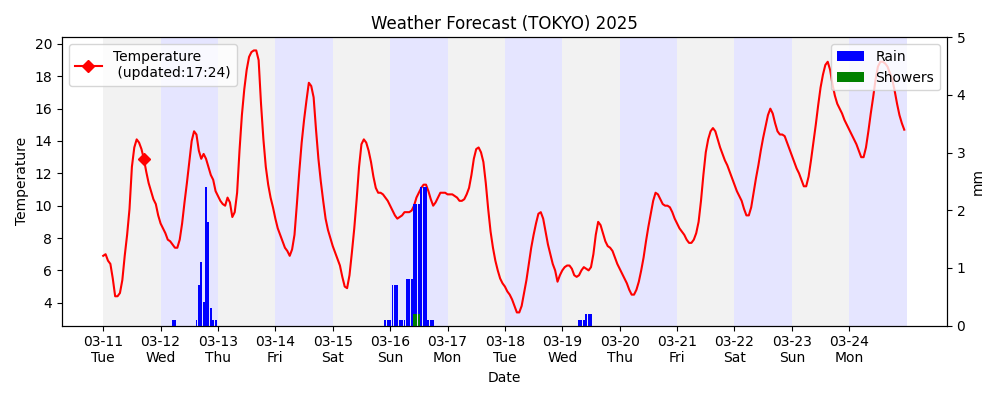 Weather Forecast (TOKYO) 2025
Temperature
(updated:17:24)
Rain
Showers
Temperature
20
18
16
14
12
10
8
6
4
5
4
3
2
1
0
mm
03-11 03-12 03-13 03-14 03-15 03-16 03-17 03-18 03-19 03-20 03-21 03-22 03-23 03-24
Tue Wed Thu Fri Sat Sun Mon Tue Wed Thu Fri Sat Sun Mon
Date